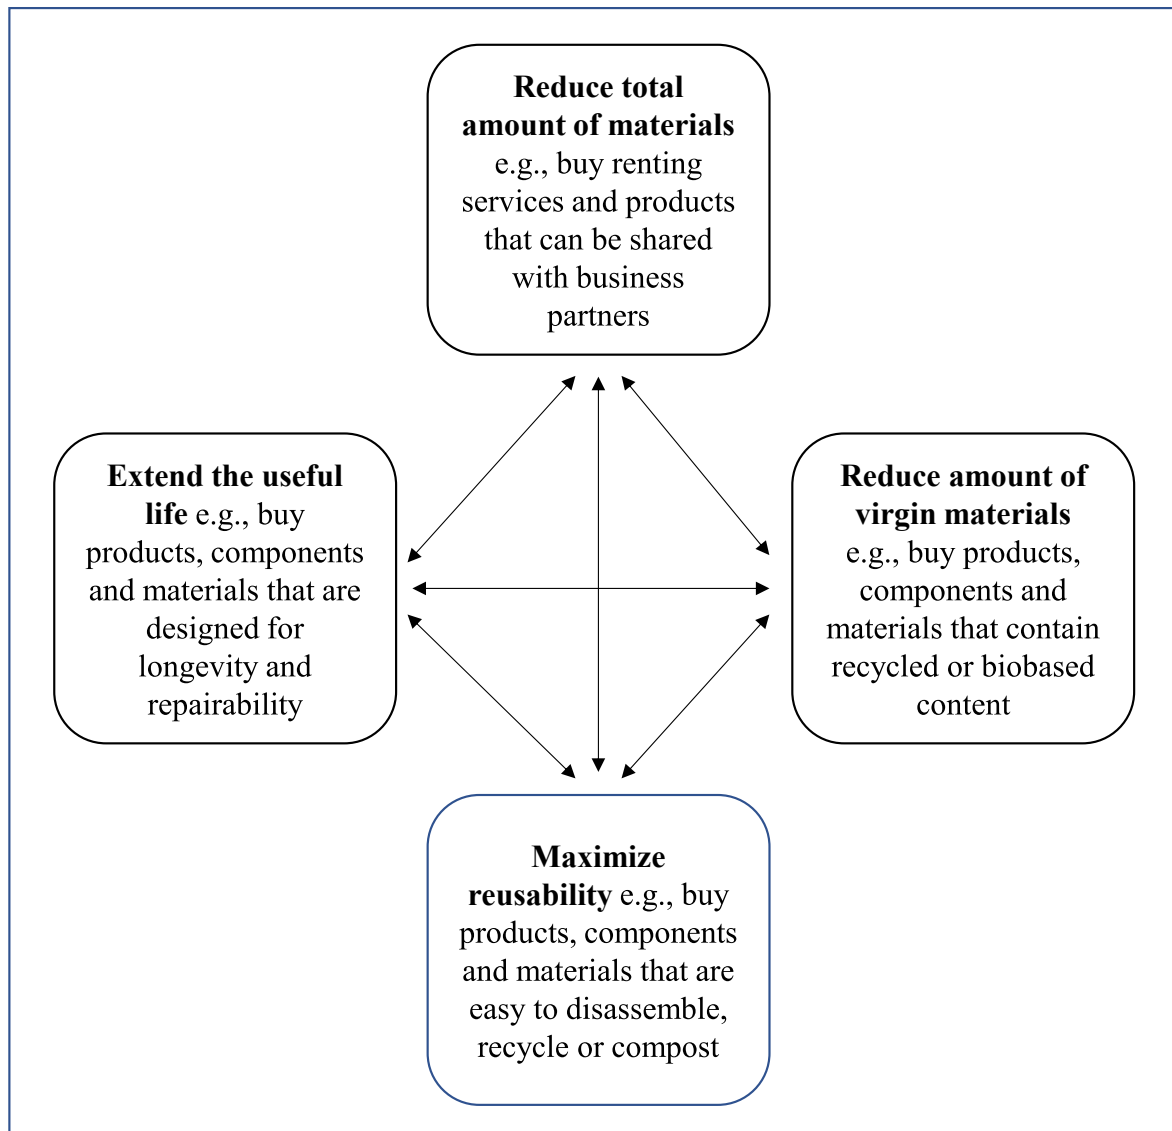 Reduce total
amount of materials
e.g., buy renting
services and products
that can be shared
with business
partners
Extend the useful
life e.g., buy
products, components
and materials that are
designed for
longevity and
repairability
Reduce amount of
virgin materials
e.g., buy products,
components and
materials that contain
recycled or biobased
content
Maximize
reusability e.g., buy
products, components
and materials that are
easy to disassemble,
recycle or compost